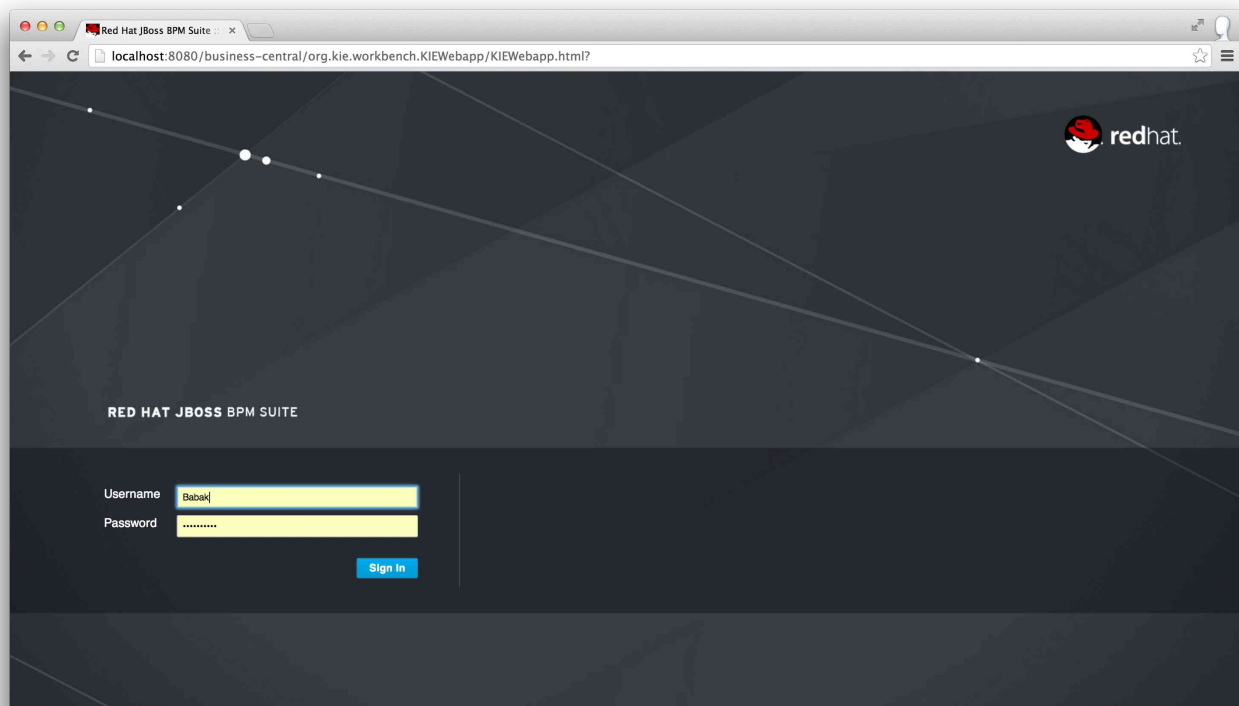 Red Hat JBoss BPM Suite ::
localhost:8080/business-central/org.kie.workbench.KIEWebapp/KIEWebapp.html?
redhat.
RED HAT JBOSS BPM SUITE
Username
Babak
Password
••••••••••
Sign In